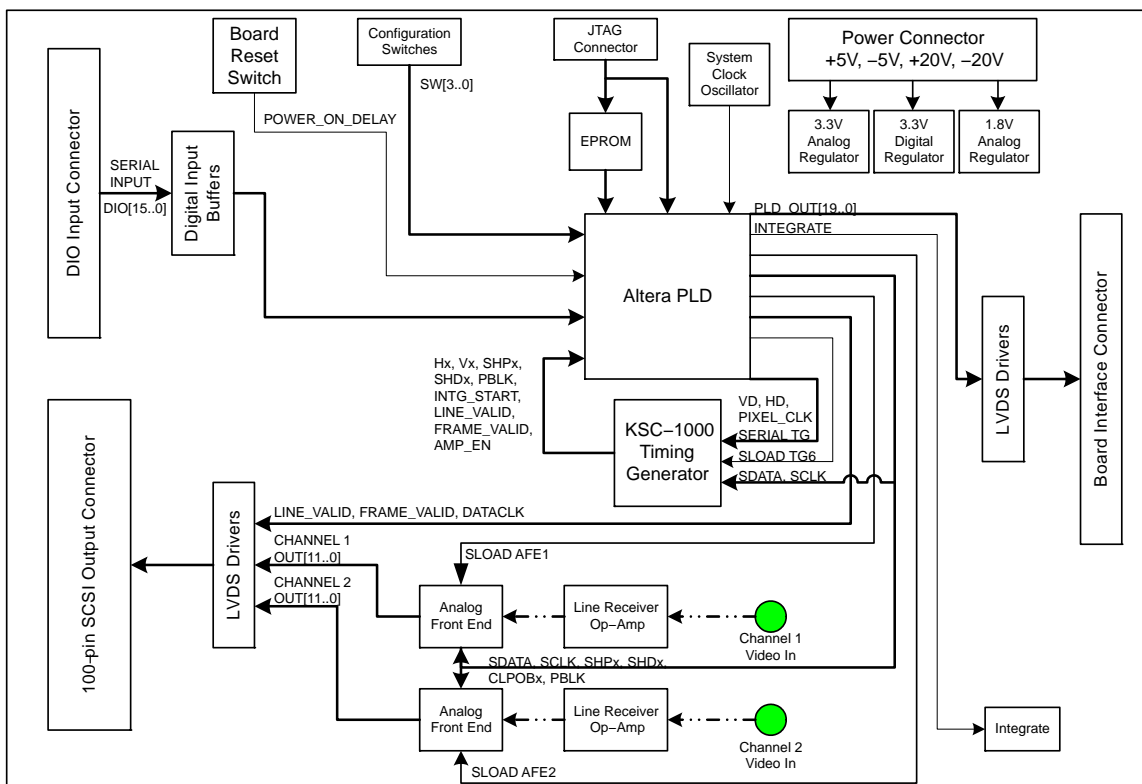 Board
Reset
Switch
Configuration
Switches
JTAG
Connector
System
Clock
Oscillator
Power Connector
+5V, −5V, +20V, −20V
SW[3..0]
POWER_ON_DELAY
EPROM
3.3V
Analog
Regulator
3.3V
Digital
Regulator
1.8V
Analog
Regulator
DIO Input Connector
SERIAL
INPUT
DIO[15..0]
Digital Input
Buffers
PLD_OUT[19..0]
INTEGRATE
Altera PLD
LVDS Drivers
Board Interface Connector
Hx, Vx, SHPx,
SHDx, PBLK,
INTG_START,
LINE_VALID,
FRAME_VALID,
AMP_EN
KSC−1000
Timing
Generator
VD, HD,
PIXEL_CLK
SERIAL TG
SLOAD TG6
SDATA, SCLK
100-pin SCSI Output Connector
LVDS Drivers
LINE_VALID, FRAME_VALID, DATACLK
CHANNEL 1
OUT[11..0]
CHANNEL 2
OUT[11..0]
SLOAD AFE1
Analog
Front End
Line Receiver
Op−Amp
Channel 1
Video In
SDATA, SCLK, SHPx, SHDx,
CLPOBx, PBLK
Analog
Front End
Line Receiver
Op−Amp
Channel 2
Video In
Integrate
SLOAD AFE2